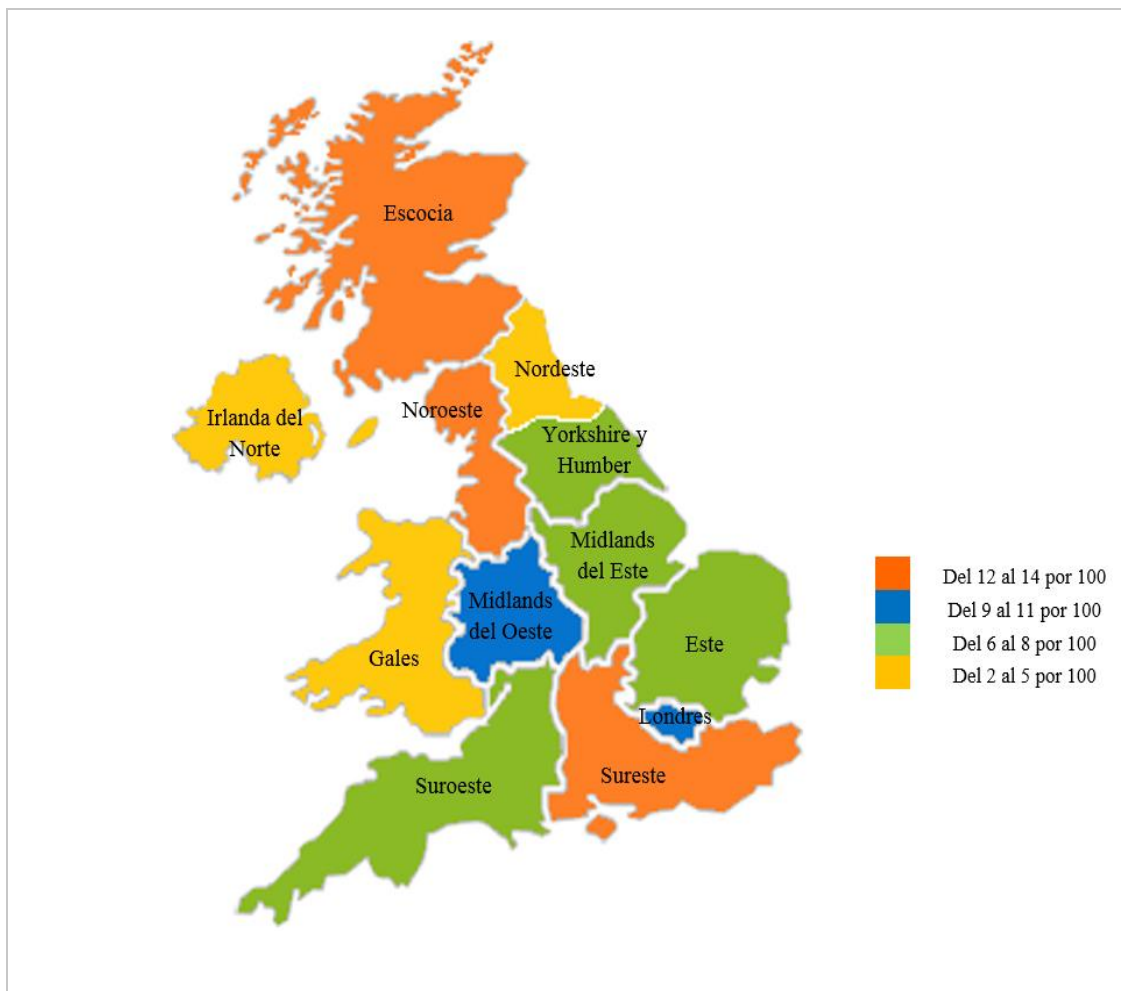 Escocia
Nordeste
Noroeste
Irlanda del
Norte
Yorkshire y
Humber
Midlands
del Este
Midlands
del Oeste
Este
Gales
Londres
Suroeste
Sureste
Del 12 al 14 por 100
Del 9 al 11 por 100
Del 6 al 8 por 100
Del 2 al 5 por 100